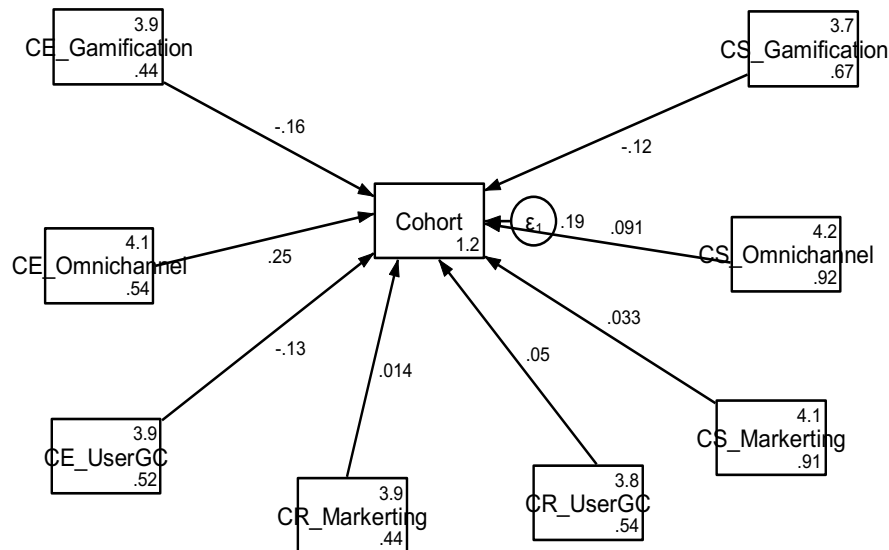 3.9
CE_Gamification
.44
3.7
CS_Gamification
.67
-.16
-.12
Cohort
1.2
ε1
.19
4.1
CE_Omnichannel
.54
.25
.091
4.2
CS_Omnichannel
.92
-.13
.014
.05
.033
3.9
CE_UserGC
.52
3.9
CR_Markerting
.44
3.8
CR_UserGC
.54
4.1
CS_Markerting
.91